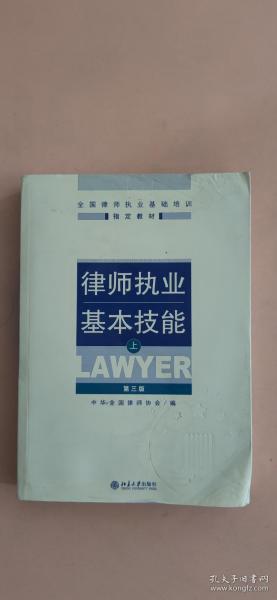 全国律师执业基础培训
指定教材
律师执业
基本技能
上
LAWYER
第三版
中华全国律师协会/编
北京大学出版社
孔夫子旧书网
www.kongfz.com